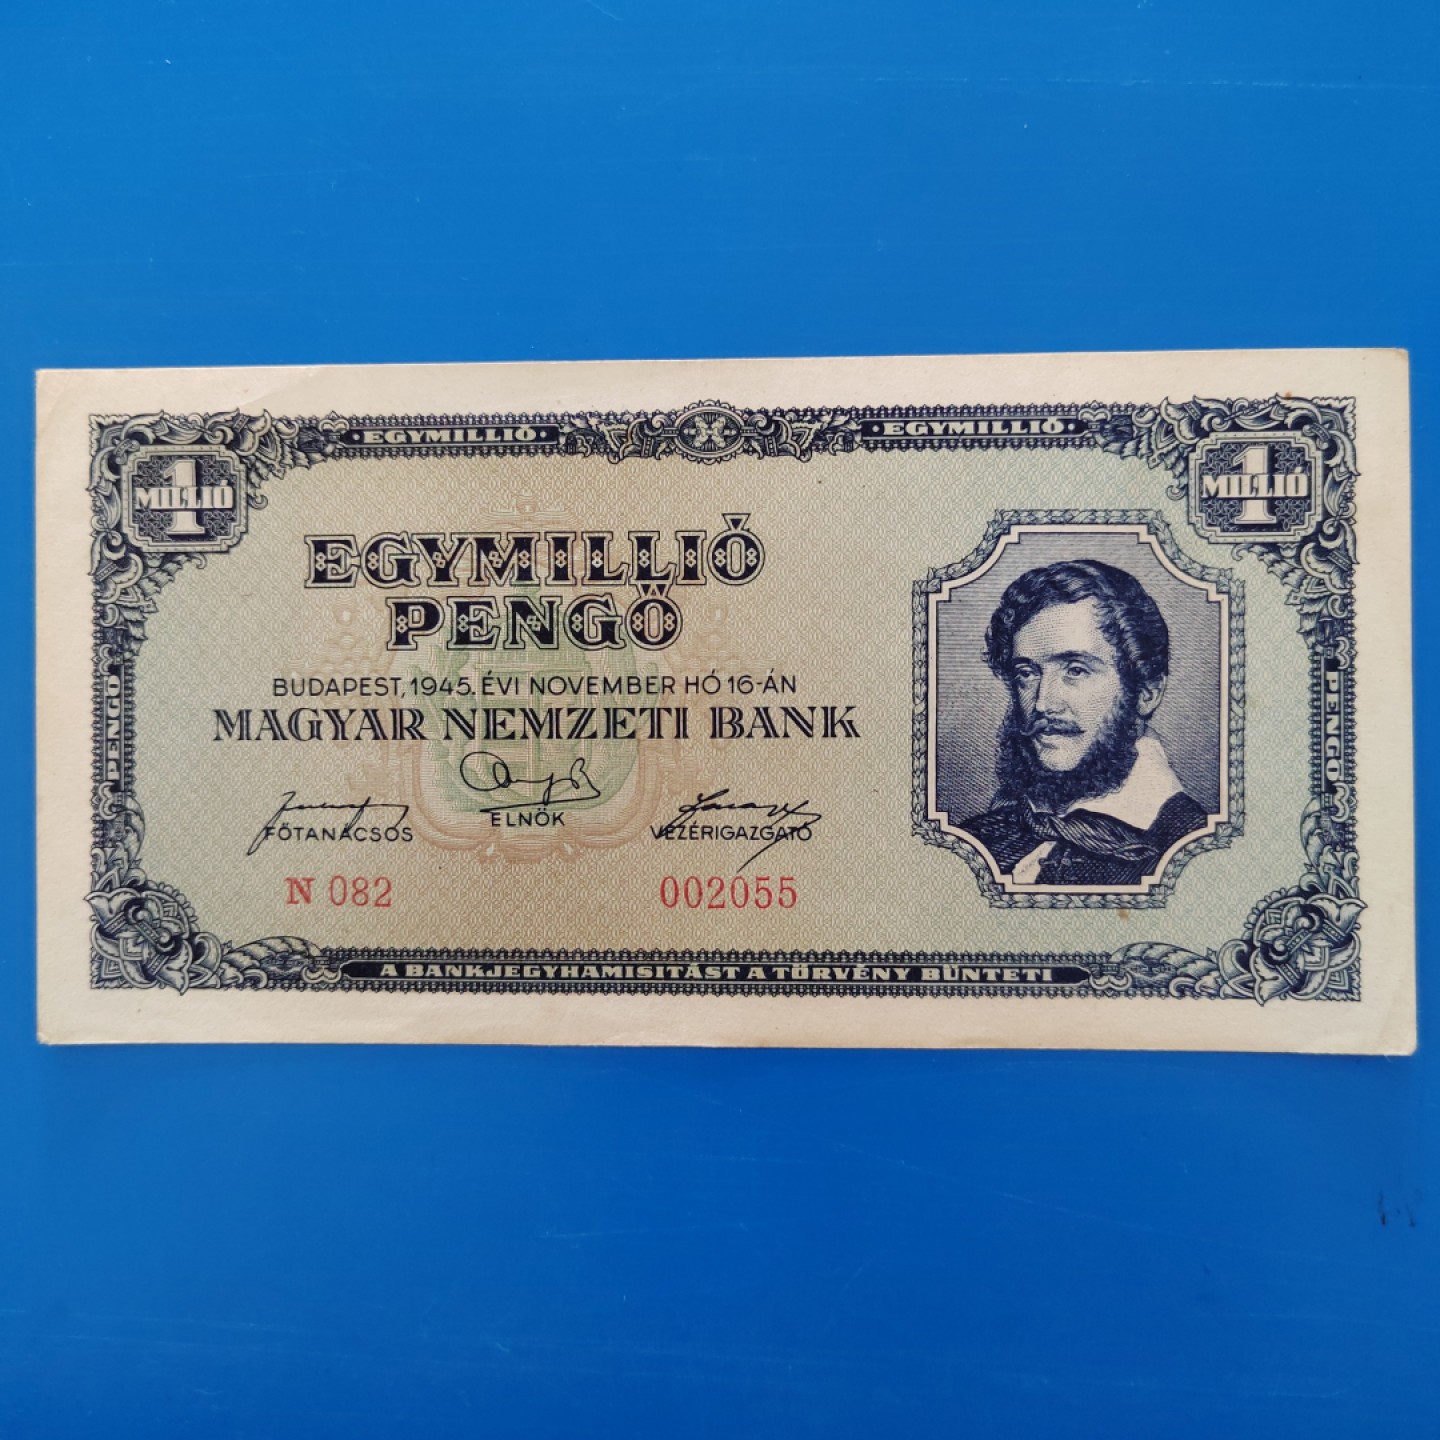 ·EGYMILLIÓ· ·EGYMILLIÓ·
1 MILLIÓ 1 MILLIÓ
EGYMILLIÓ
PENGŐ
BUDAPEST, 1945. ÉVI NOVEMBER HÓ 16-ÁN
MAGYAR NEMZETI BANK
PENGŐ PENGŐ
FŐTANÁCSOS ELNÖK VEZÉRIGAZGATÓ
N 082 002055
A BANKJEGYHAMISITÁST A TÖRVÉNY BÜNTETI